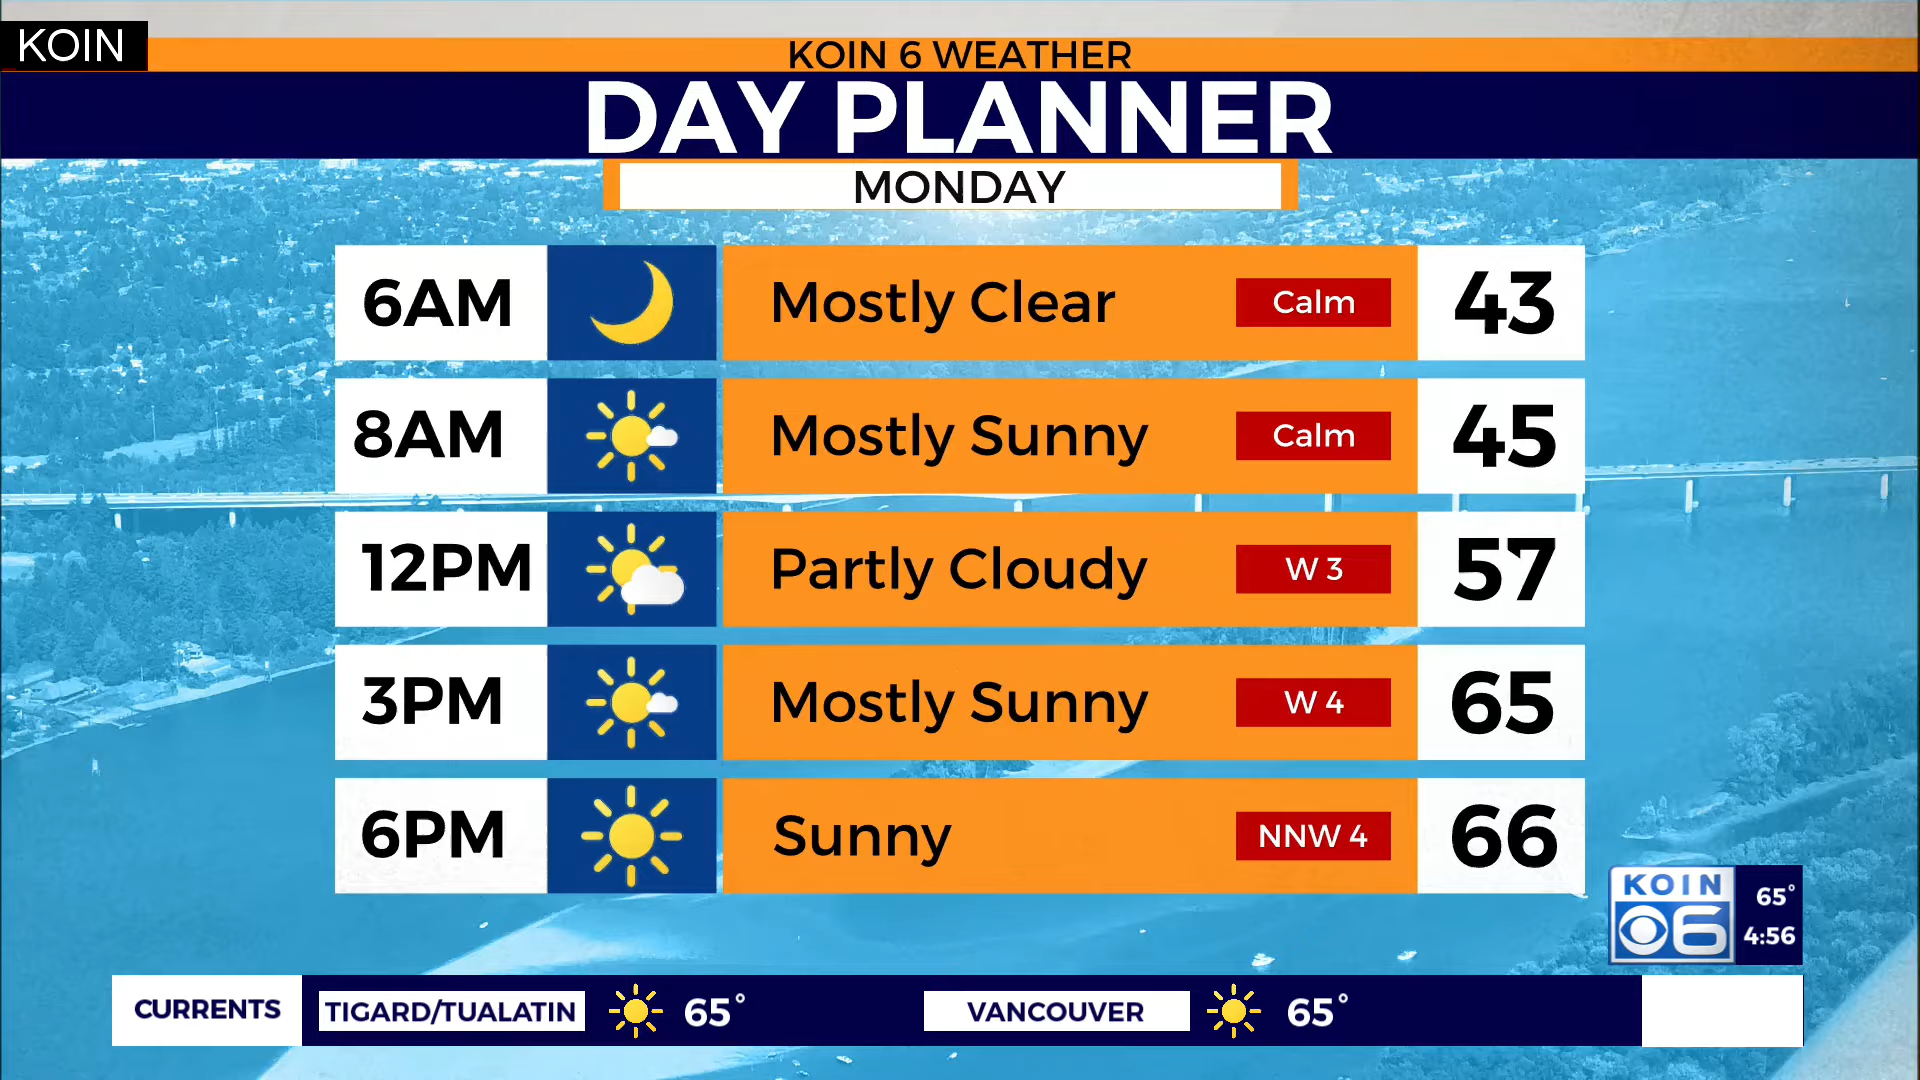 KOIN
KOIN 6 WEATHER
DAY PLANNER
MONDAY
6AM Mostly Clear Calm 43
8AM Mostly Sunny Calm 45
12PM Partly Cloudy W 3 57
3PM Mostly Sunny W 4 65
6PM Sunny NNW 4 66
KOIN 6
65°
4:56
CURRENTS TIGARD/TUALATIN 65° VANCOUVER 65°